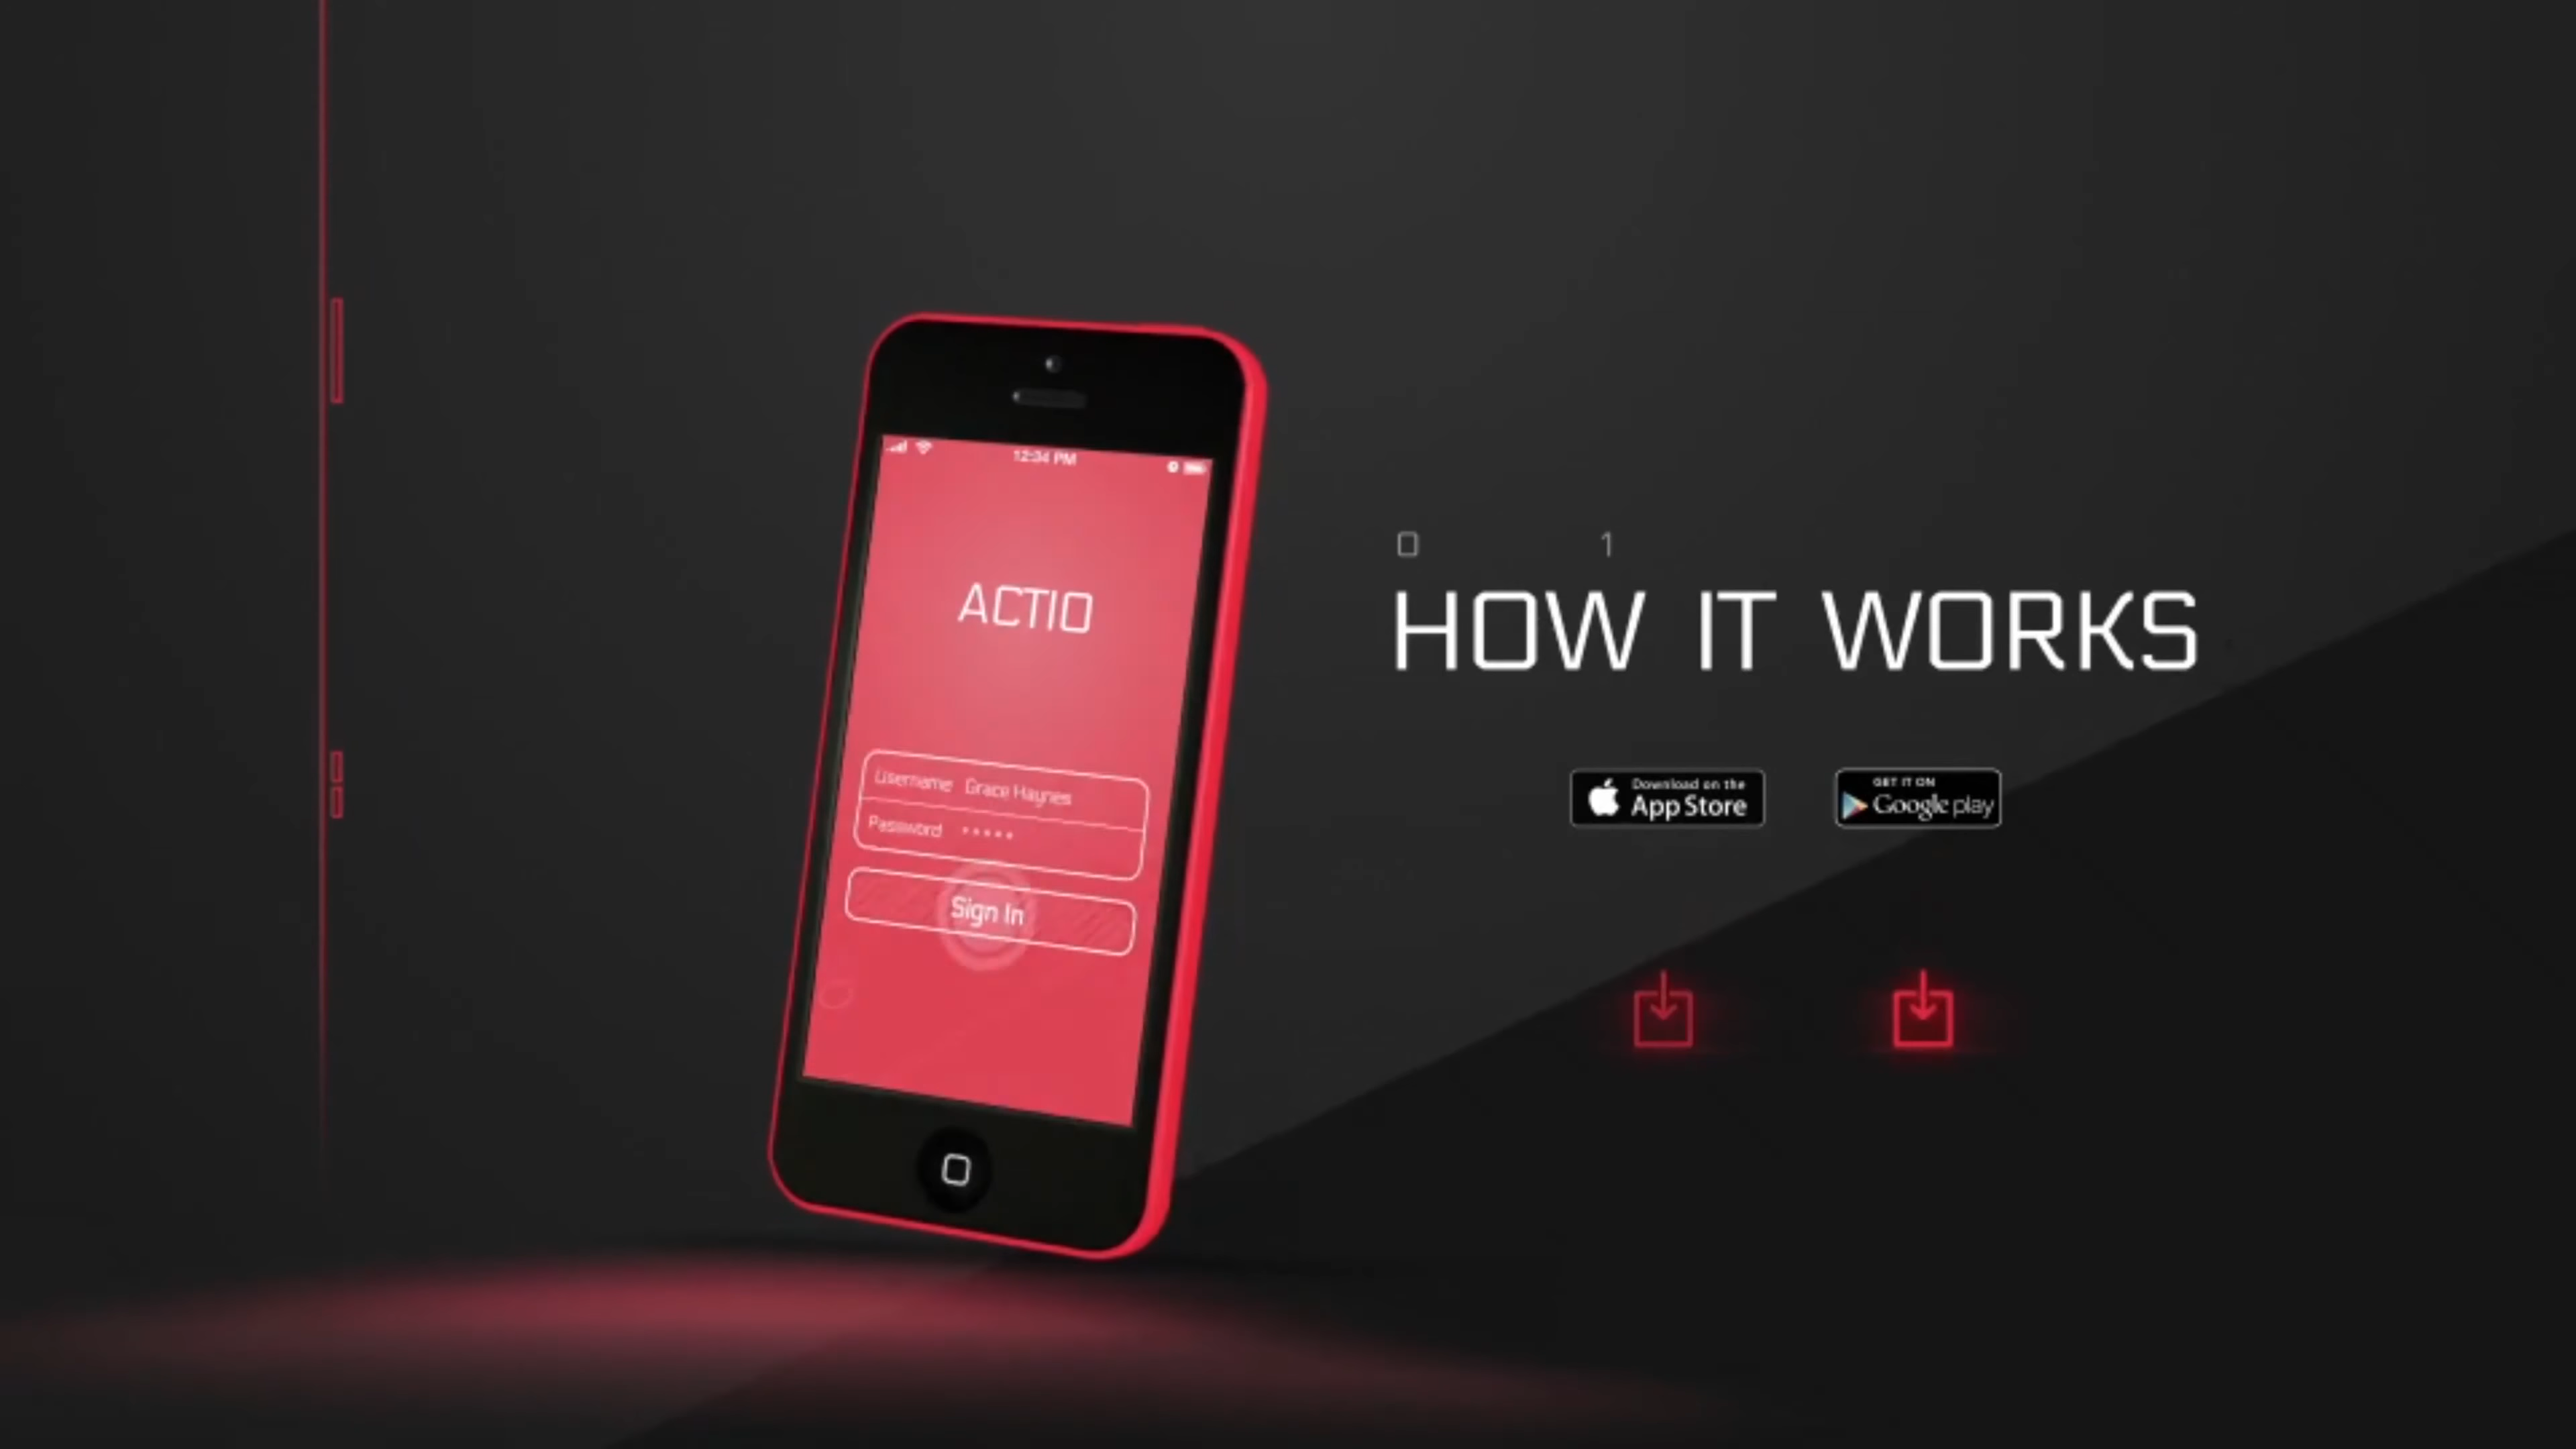 12:34 PM
ACTIO
Username Grace Haynes
Password •••••
Sign In
0 1
HOW IT WORKS
Download on the
App Store
GET IT ON
Google play